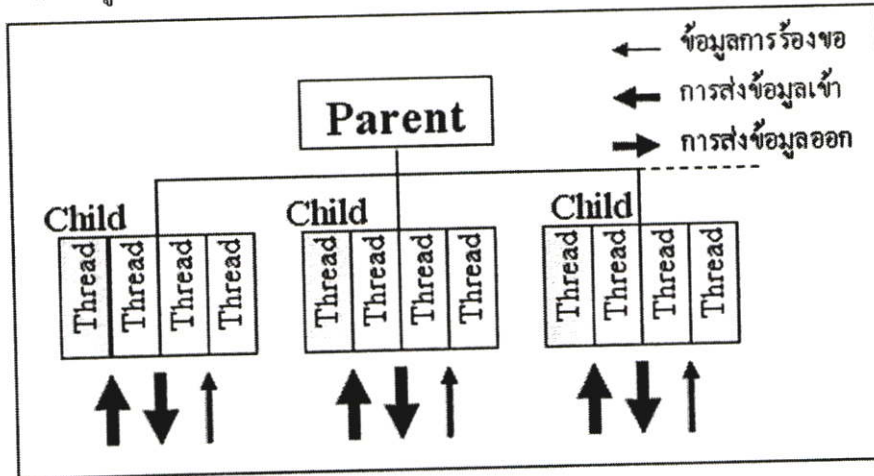 ข้อมูลการร้องขอ
การส่งข้อมูลเข้า
การส่งข้อมูลออก
Parent
Child
Child
Child
Thread
Thread
Thread
Thread
Thread
Thread
Thread
Thread
Thread
Thread
Thread
Thread